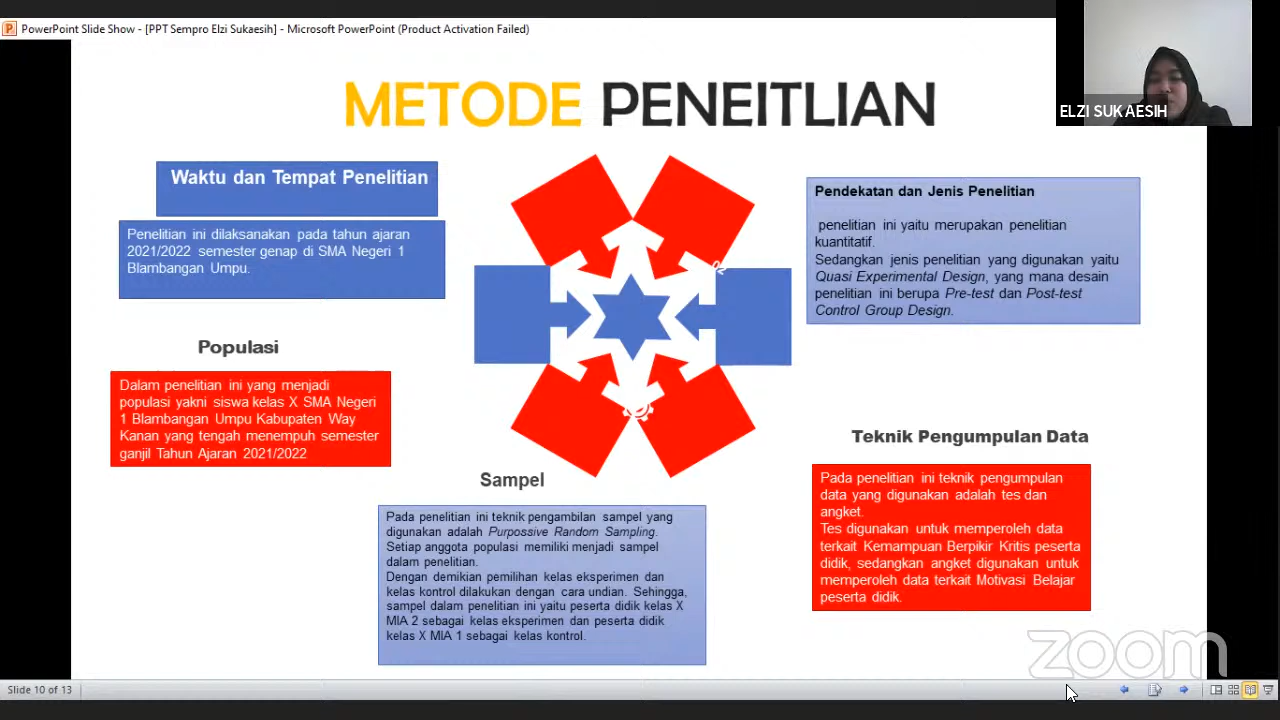 PowerPoint Slide Show - [PPT Sempro Elzi Sukaesih] - Microsoft PowerPoint (Product Activation Failed)
ELZI SUKAESIH
METODE PENEITLIAN
Waktu dan Tempat Penelitian
Penelitian ini dilaksanakan pada tahun ajaran
2021/2022 semester genap di SMA Negeri 1
Blambangan Umpu.
Pendekatan dan Jenis Penelitian
penelitian ini yaitu merupakan penelitian
kuantitatif.
Sedangkan jenis penelitian yang digunakan yaitu
Quasi Experimental Design, yang mana desain
penelitian ini berupa Pre-test dan Post-test
Control Group Design.
02
Populasi
Dalam penelitian ini yang menjadi
populasi yakni siswa kelas X SMA Negeri
1 Blambangan Umpu Kabupaten Way
Kanan yang tengah menempuh semester
ganjil Tahun Ajaran 2021/2022
Sampel
Pada penelitian ini teknik pengambilan sampel yang
digunakan adalah Purpossive Random Sampling.
Setiap anggota populasi memiliki menjadi sampel
dalam penelitian.
Dengan demikian pemilihan kelas eksperimen dan
kelas kontrol dilakukan dengan cara undian. Sehingga,
sampel dalam penelitian ini yaitu peserta didik kelas X
MIA 2 sebagai kelas eksperimen dan peserta didik
kelas X MIA 1 sebagai kelas kontrol.
Teknik Pengumpulan Data
Pada penelitian ini teknik pengumpulan
data yang digunakan adalah tes dan
angket.
Tes digunakan untuk memperoleh data
terkait Kemampuan Berpikir Kritis peserta
didik, sedangkan angket digunakan untuk
memperoleh data terkait Motivasi Belajar
peserta didik.
zoom
Slide 10 of 13